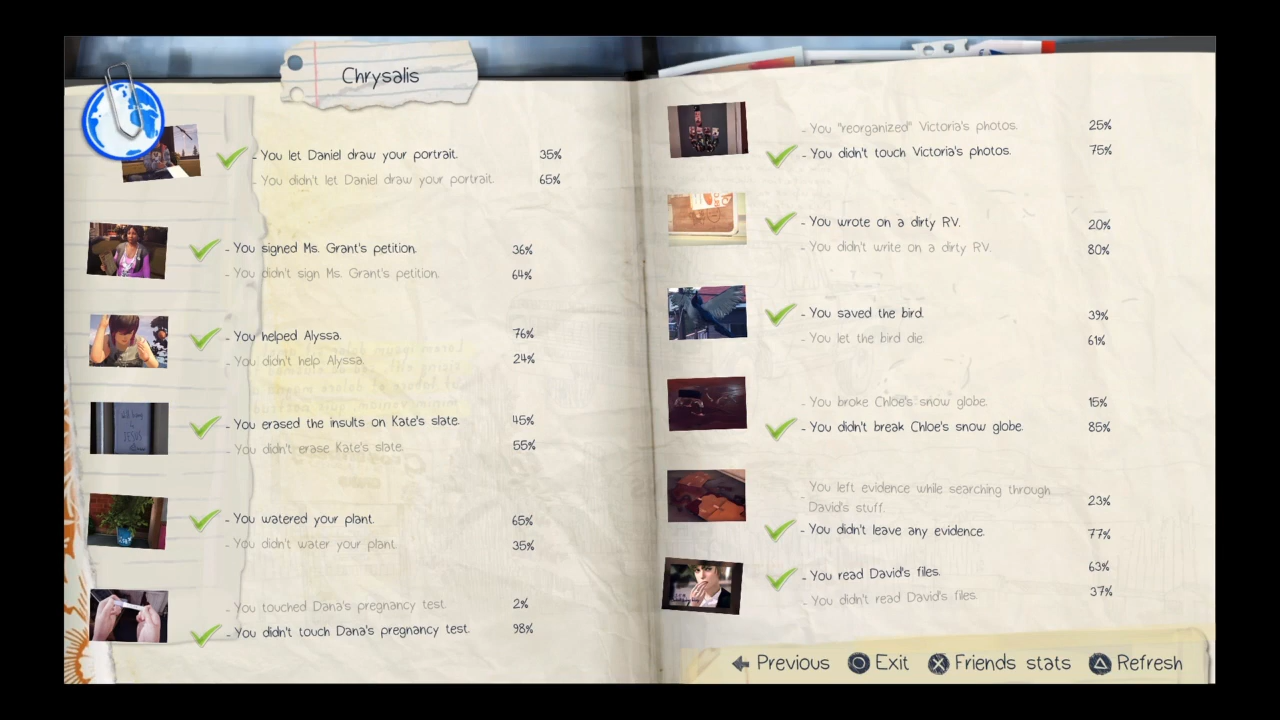 Chrysalis
- You let Daniel draw your portrait. 35%
- You didn't let Daniel draw your portrait. 65%
- You signed Ms. Grant's petition. 36%
- You didn't sign Ms. Grant's petition. 64%
- You helped Alyssa. 76%
- You didn't help Alyssa. 24%
- You erased the insults on Kate's slate. 45%
- You didn't erase Kate's slate. 55%
- You watered your plant. 65%
- You didn't water your plant. 35%
- You touched Dana's pregnancy test. 2%
- You didn't touch Dana's pregnancy test. 98%
- You "reorganized" Victoria's photos. 25%
- You didn't touch Victoria's photos. 75%
- You wrote on a dirty RV. 20%
- You didn't write on a dirty RV. 80%
- You saved the bird. 39%
- You let the bird die. 61%
- You broke Chloe's snow globe. 15%
- You didn't break Chloe's snow globe. 85%
- You left evidence while searching through
David's stuff. 23%
- You didn't leave any evidence. 77%
- You read David's files. 63%
- You didn't read David's files. 37%
Previous Exit Friends stats Refresh